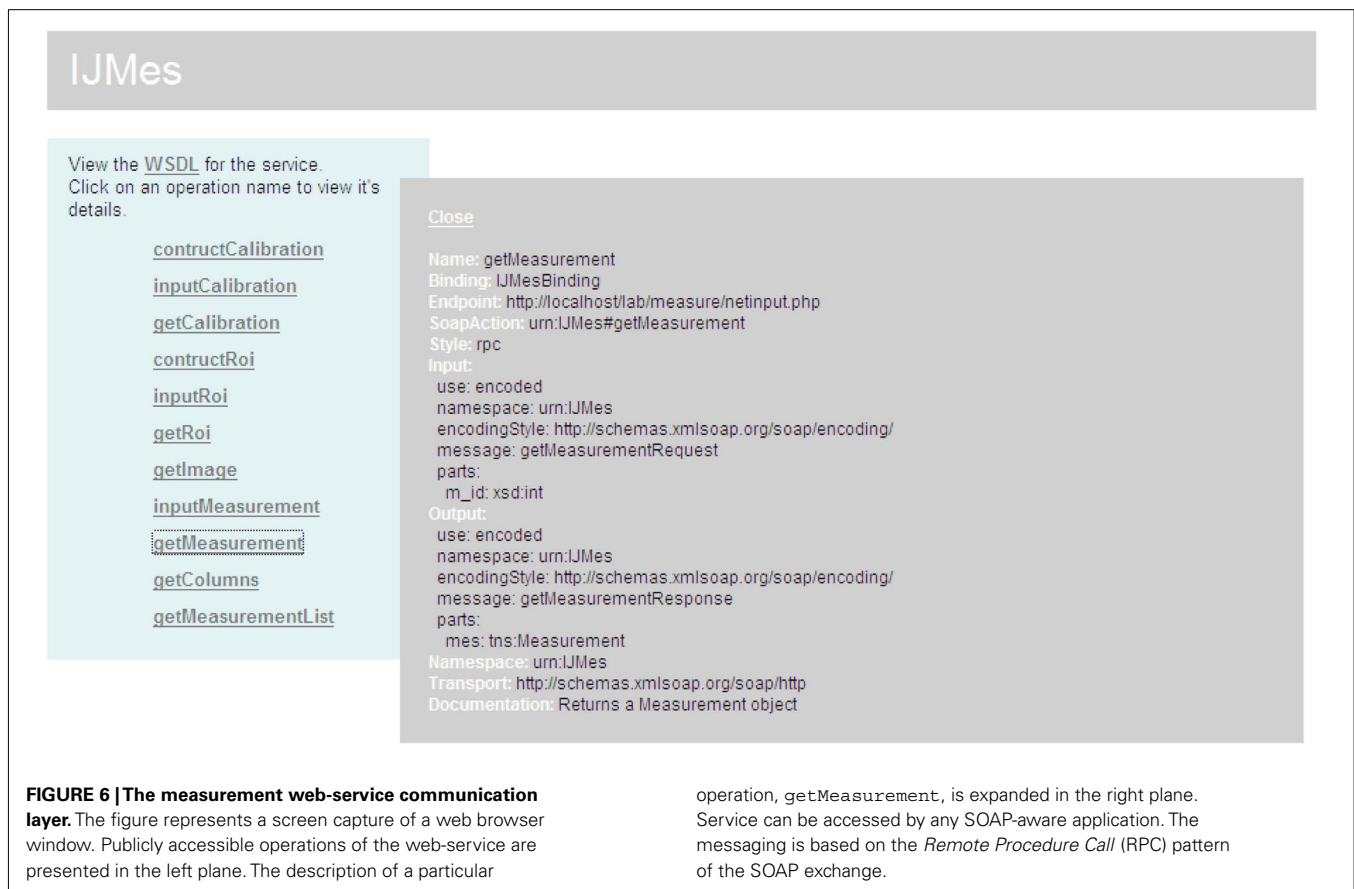 IJMes
View the WSDL for the service.
Click on an operation name to view it's
details.
contructCalibration
inputCalibration
getCalibration
contructRoi
inputRoi
getRoi
getImage
inputMeasurement
getMeasurement
getColumns
getMeasurementList
Close
Name: getMeasurement
Binding: IJMesBinding
Endpoint: http://localhost/lab/measure/netinput.php
SoapAction: urn:IJMes#getMeasurement
Style: rpc
Input:
use: encoded
namespace: urn:IJMes
encodingStyle: http://schemas.xmlsoap.org/soap/encoding/
message: getMeasurementRequest
parts:
m_id: xsd:int
Output:
use: encoded
namespace: urn:IJMes
encodingStyle: http://schemas.xmlsoap.org/soap/encoding/
message: getMeasurementResponse
parts:
mes: tns:Measurement
Namespace: urn:IJMes
Transport: http://schemas.xmlsoap.org/soap/http
Documentation: Returns a Measurement object
FIGURE 6 | The measurement web-service communication
layer. The figure represents a screen capture of a web browser
window. Publicly accessible operations of the web-service are
presented in the left plane. The description of a particular
operation, getMeasurement, is expanded in the right plane.
Service can be accessed by any SOAP-aware application. The
messaging is based on the Remote Procedure Call (RPC) pattern
of the SOAP exchange.